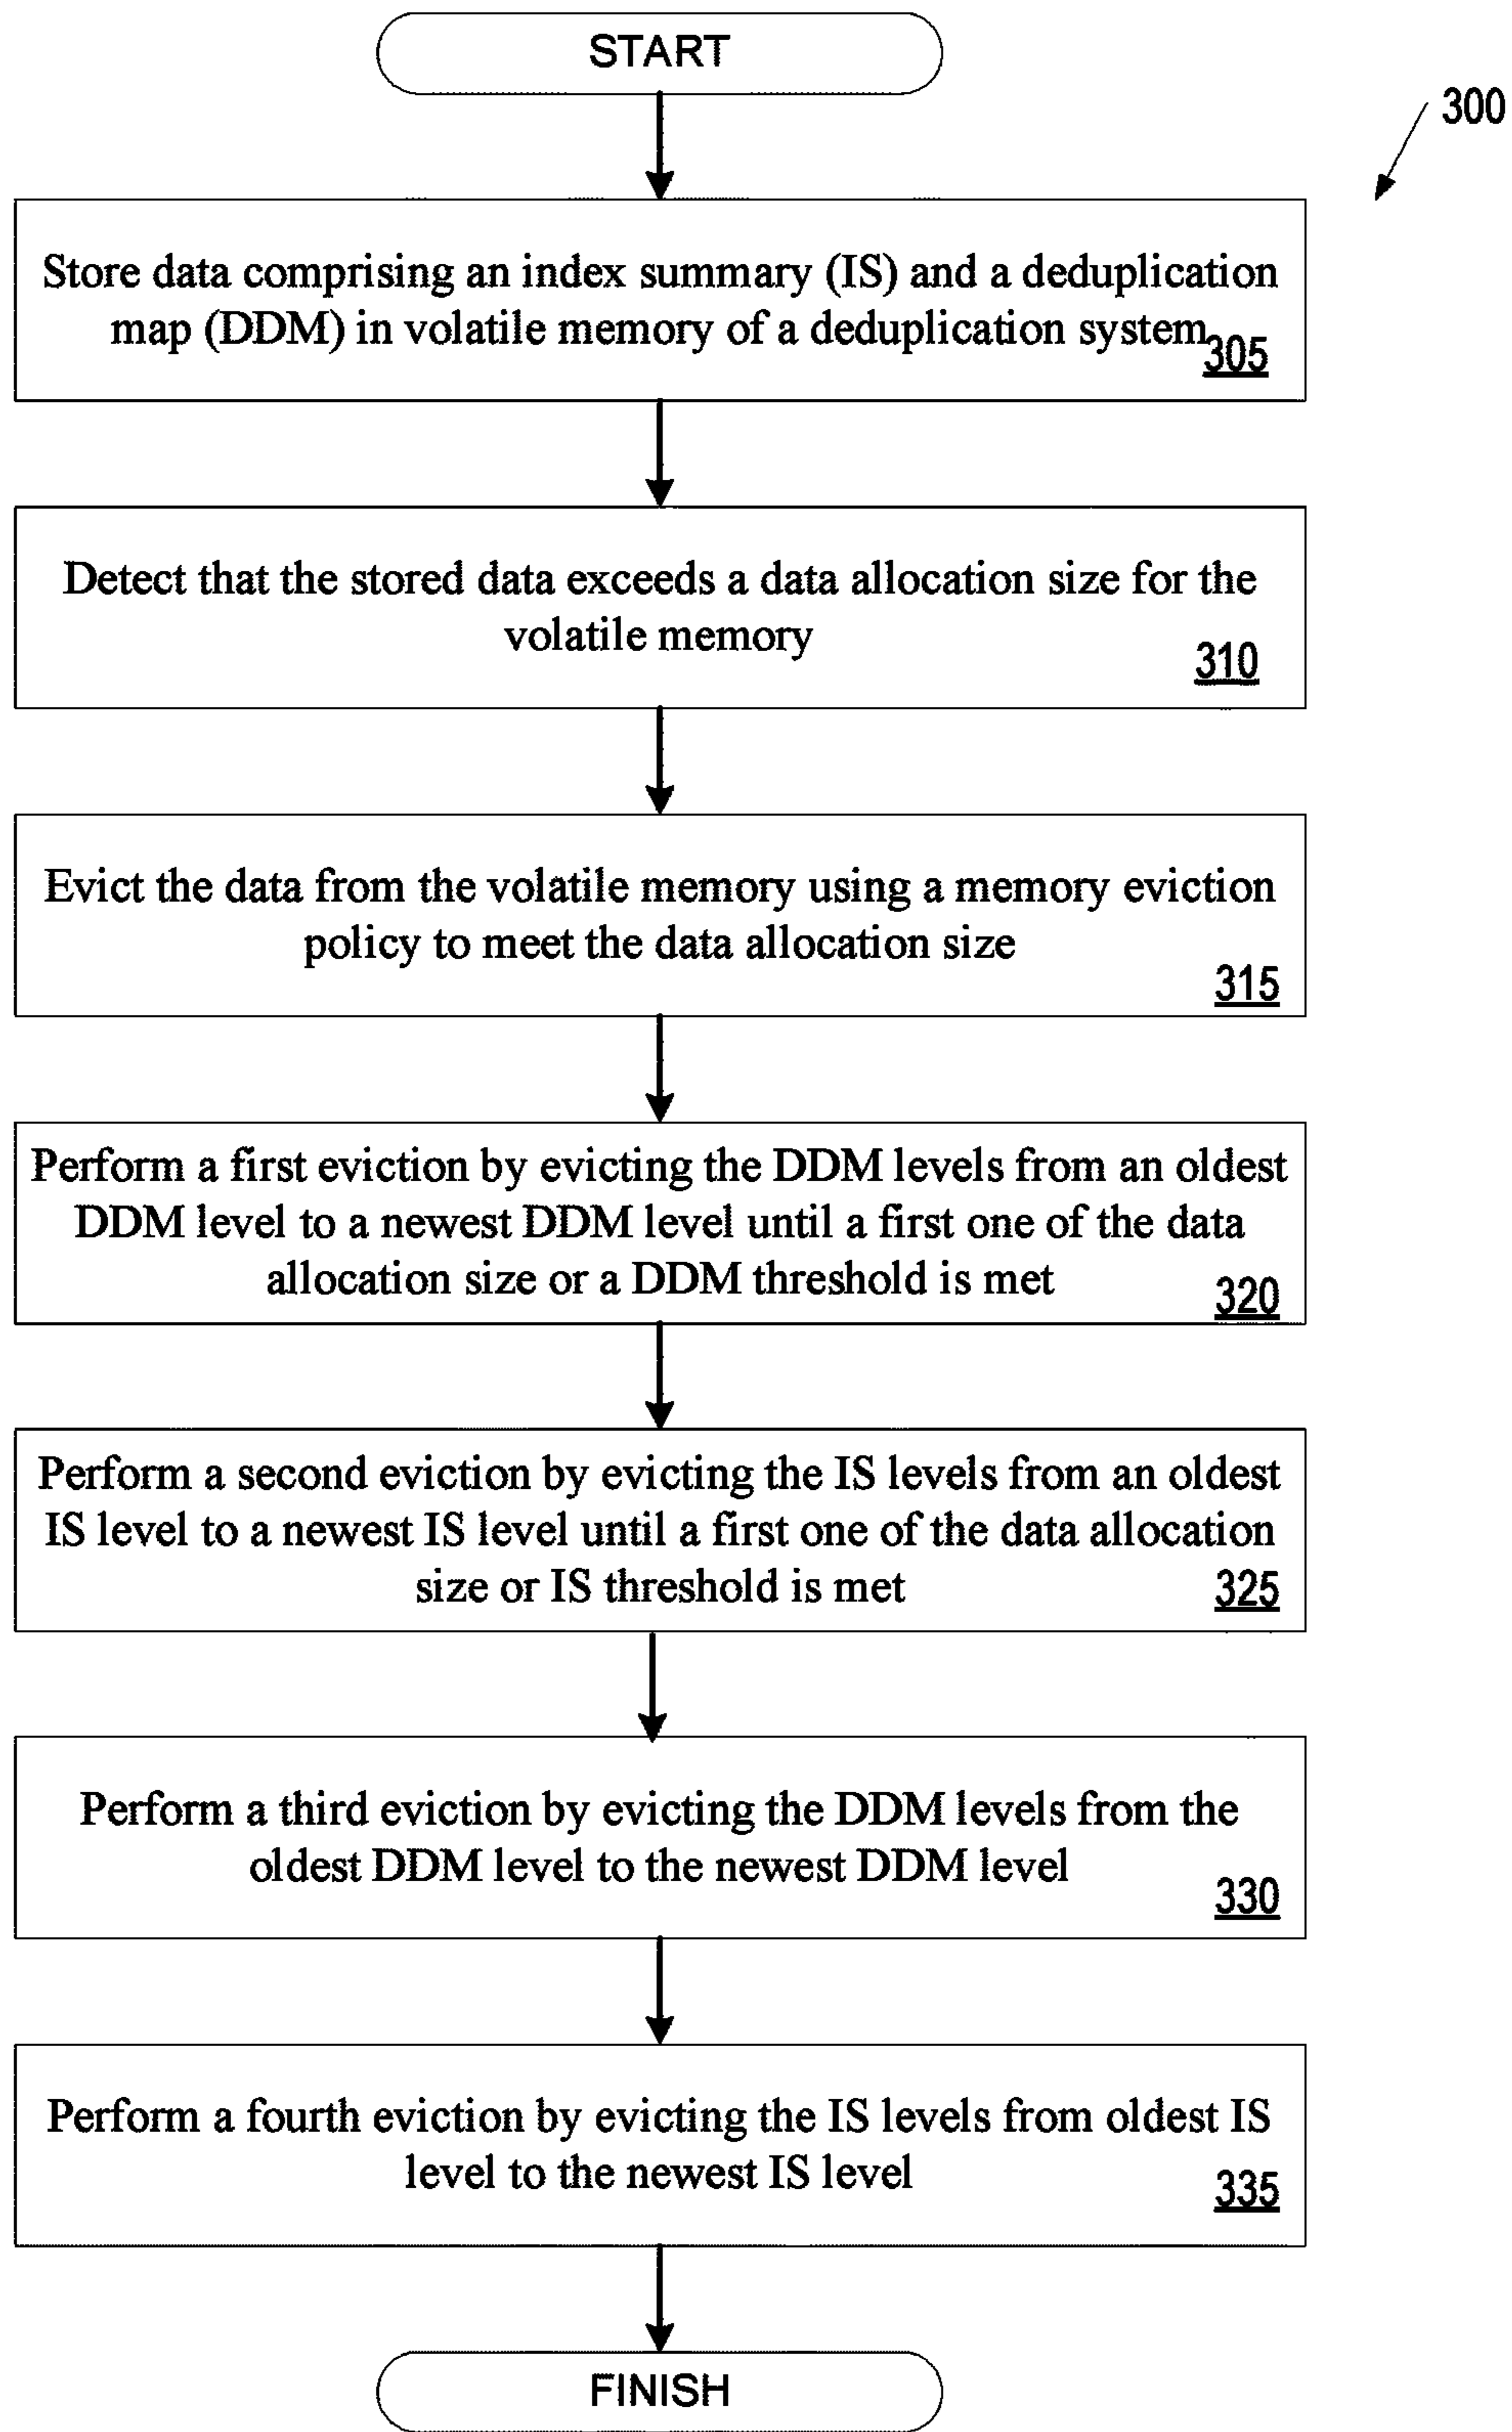 START
300
Store data comprising an index summary (IS) and a deduplication
map (DDM) in volatile memory of a deduplication system
305
Detect that the stored data exceeds a data allocation size for the
volatile memory
310
Evict the data from the volatile memory using a memory eviction
policy to meet the data allocation size
315
Perform a first eviction by evicting the DDM levels from an oldest
DDM level to a newest DDM level until a first one of the data
allocation size or a DDM threshold is met
320
Perform a second eviction by evicting the IS levels from an oldest
IS level to a newest IS level until a first one of the data allocation
size or IS threshold is met
325
Perform a third eviction by evicting the DDM levels from the
oldest DDM level to the newest DDM level
330
Perform a fourth eviction by evicting the IS levels from oldest IS
level to the newest IS level
335
FINISH